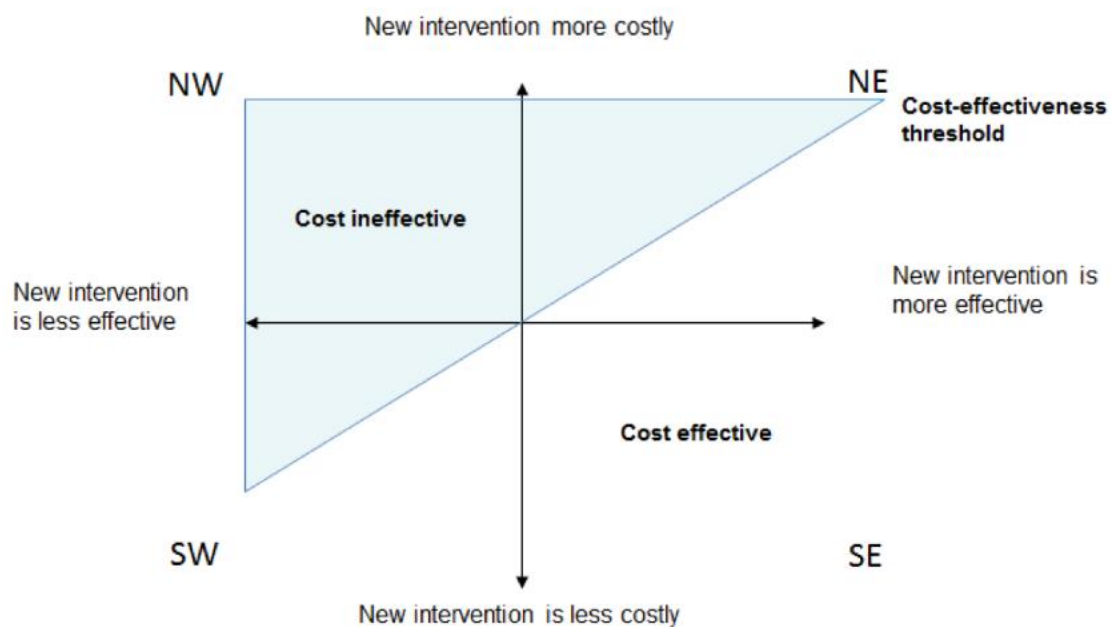 New intervention more costly
NW
NE
Cost-effectiveness
threshold
Cost ineffective
New intervention
is less effective
New intervention is
more effective
Cost effective
SW
SE
New intervention is less costly